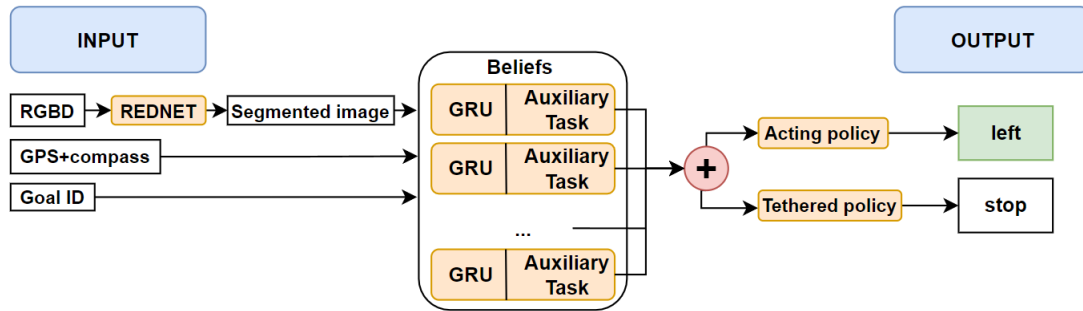 INPUT
OUTPUT
Beliefs
RGBD
REDNET
Segmented image
GRU
Auxiliary
Task
Acting policy
left
GPS+compass
GRU
Auxiliary
Task
+
Goal ID
Tethered policy
stop
...
GRU
Auxiliary
Task